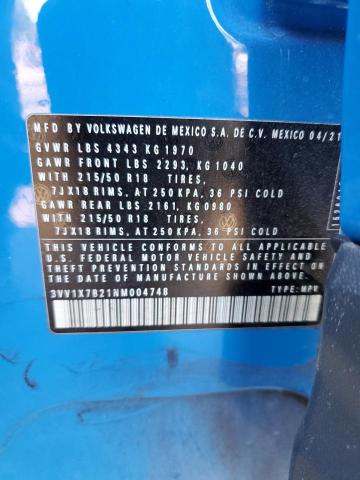 MFD BY VOLKSWAGEN DE MEXICO S.A. DE C.V. MEXICO 04/21
GVWR LBS 4343 KG 1970
GAWR FRONT LBS 2293, KG 1040
WITH 215/50 R18 TIRES,
7JX18 RIMS, AT 250 KPA, 36 PSI COLD
GAWR REAR LBS 2161, KG 0980
WITH 215/50 R18 TIRES,
7JX18 RIMS, AT 250 KPA, 36 PSI COLD
THIS VEHICLE CONFORMS TO ALL APPLICABLE
U.S. FEDERAL MOTOR VEHICLE SAFETY AND
THEFT PREVENTION STANDARDS IN EFFECT ON THE
DATE OF MANUFACTURE SHOWN ABOVE.
3VV1X7B21NM004748 TYPE: MPV